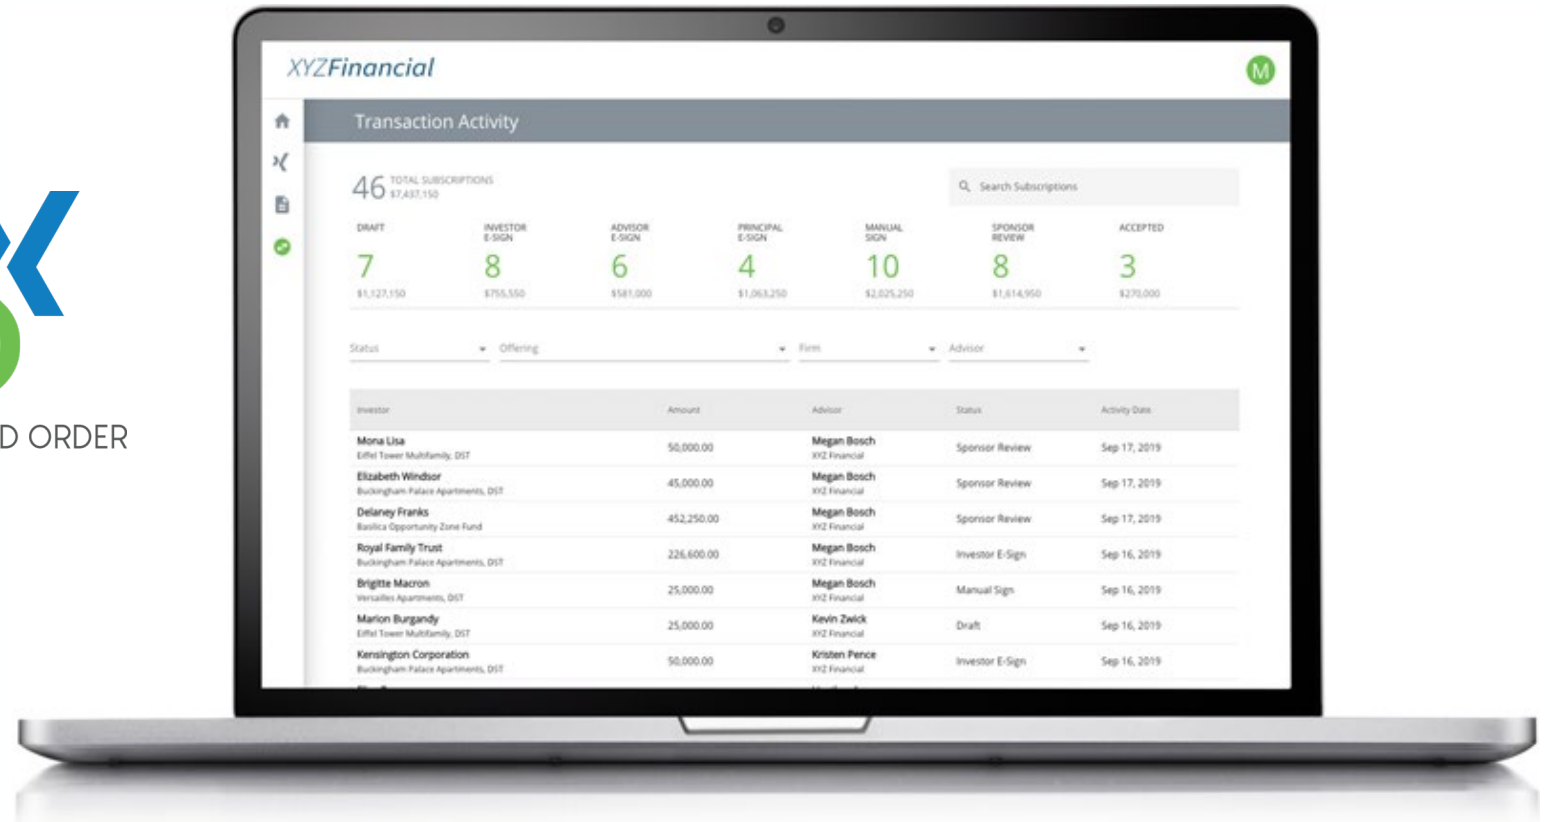 XYZFinancial
M
Transaction Activity
46 TOTAL SUBSCRIPTIONS
$7,437,150
Search Subscriptions
DRAFT
7
$1,127,150
INVESTOR
E-SIGN
8
$755,550
ADVISOR
E-SIGN
6
$581,000
PRINCIPAL
E-SIGN
4
$1,063,250
MANUAL
SIGN
10
$2,025,250
SPONSOR
REVIEW
8
$1,614,950
ACCEPTED
3
$270,000
Status Offering Firm Advisor
Investor Amount Advisor Status Activity Date
Mona Lisa 50,000.00 Megan Bosch Sponsor Review Sep 17, 2019
Eiffel Tower Multifamily, DST XYZ Financial
Elizabeth Windsor 45,000.00 Megan Bosch Sponsor Review Sep 17, 2019
Buckingham Palace Apartments, DST XYZ Financial
Delaney Franks 452,250.00 Megan Bosch Sponsor Review Sep 17, 2019
Basilica Opportunity Zone Fund XYZ Financial
Royal Family Trust 226,600.00 Megan Bosch Investor E-Sign Sep 16, 2019
Buckingham Palace Apartments, DST XYZ Financial
Brigitte Macron 25,000.00 Megan Bosch Manual Sign Sep 16, 2019
Versailles Apartments, DST XYZ Financial
Marion Burgandy 25,000.00 Kevin Zwick Draft Sep 16, 2019
Eiffel Tower Multifamily, DST XYZ Financial
Kensington Corporation 50,000.00 Kristen Pence Investor E-Sign Sep 16, 2019
Buckingham Palace Apartments, DST XYZ Financial
D ORDER